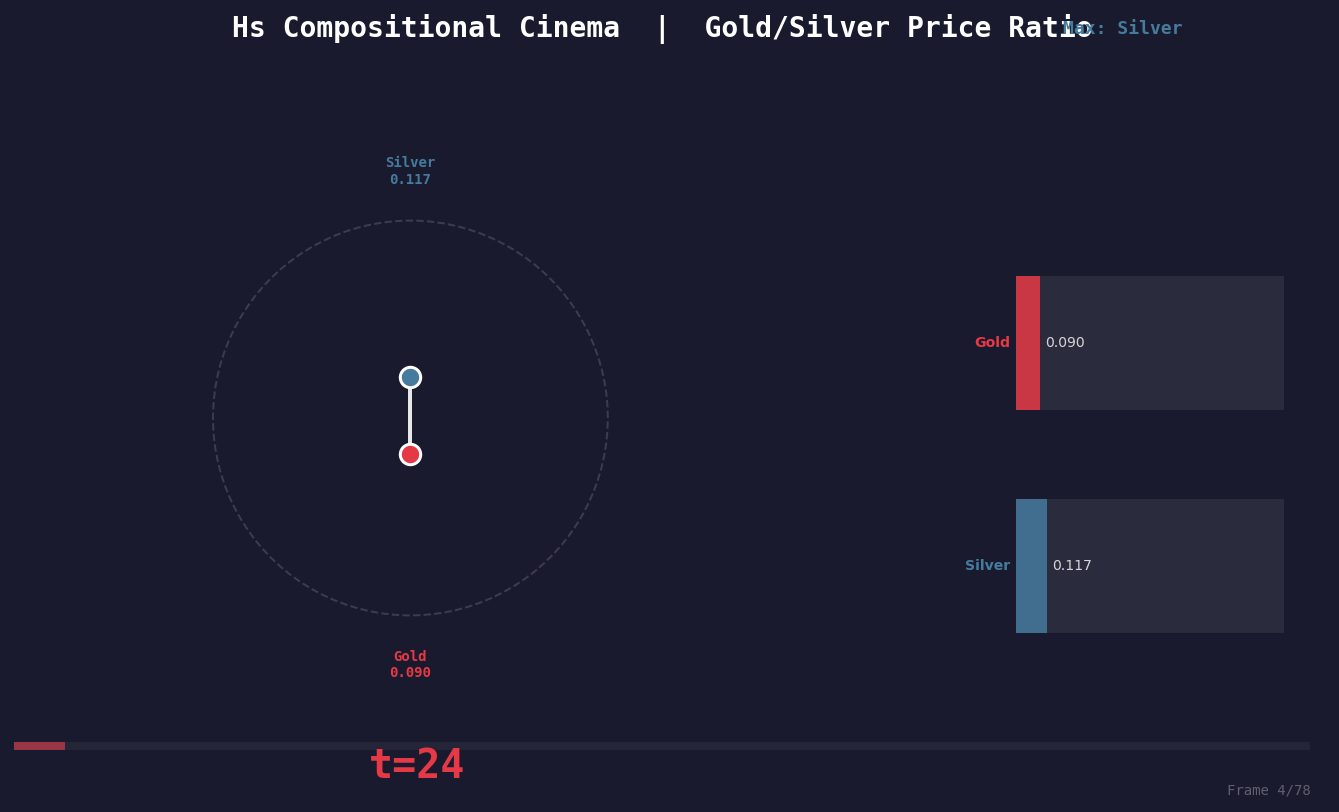 Hs Compositional Cinema | Gold/Silver Price Ratio
Max: Silver
Silver
0.117
Gold
0.090
Gold 0.090
Silver 0.117
t=24
Frame 4/78